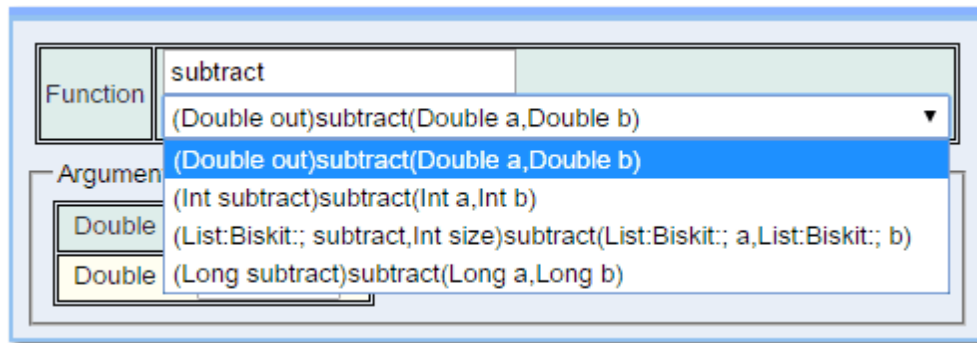 subtract
Function
(Double out)subtract(Double a,Double b)
(Double out)subtract(Double a,Double b)
(Int subtract)subtract(Int a,Int b)
(List:Biskit:; subtract,Int size)subtract(List:Biskit:; a,List:Biskit:; b)
(Long subtract)subtract(Long a,Long b)
Argumen
Double
Double